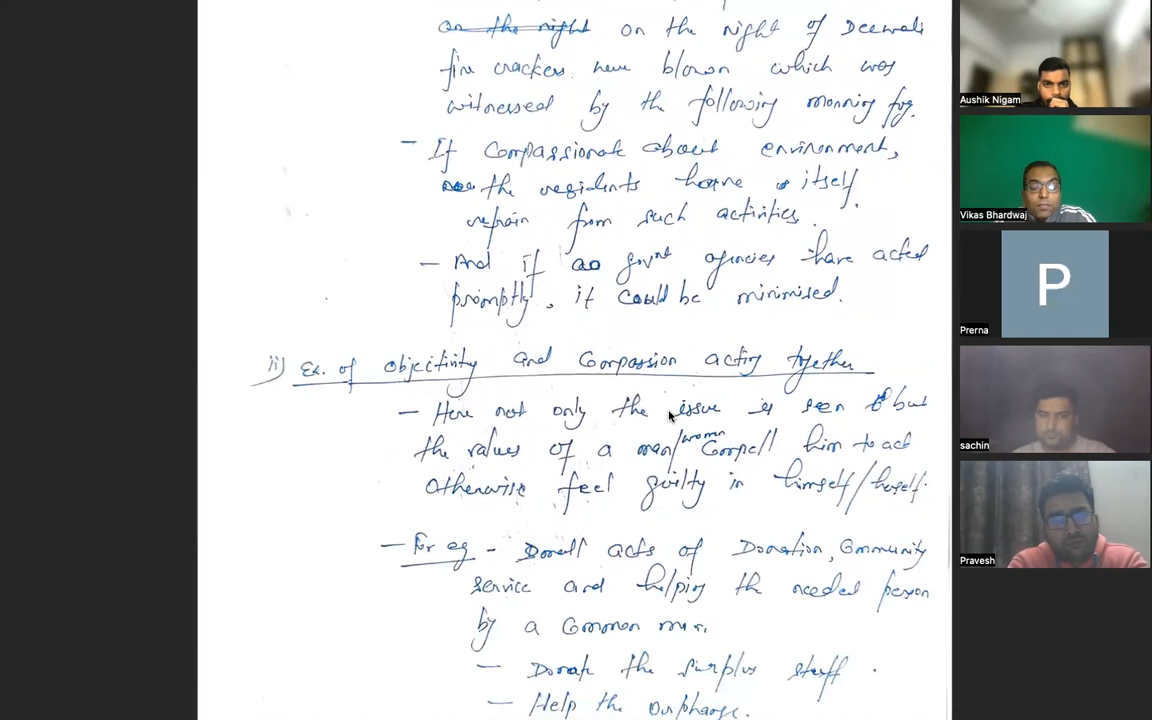 on the right on the night of Deewali
fire crackers were blown which was
witnessed by the following morning fog.
- If Compassionate about environment,
the residents have itself
refrain from such activities.
- And if govnt agencies have acted
promptly, it could be minimised.
ii) Ex. of objectivity and Compassion acting together
- Here not only the issue is seen but
the values of a man/woman Compell him to act
otherwise feel guilty in himself/herself.
- For eg - Small acts of Donation, Community
service and helping the needed person
by a Common man.
- Donate the surplus stuff.
- Help the Ourphange.
Aushik Nigam
Vikas Bhardwaj
P
Prerna
sachin
Pravesh